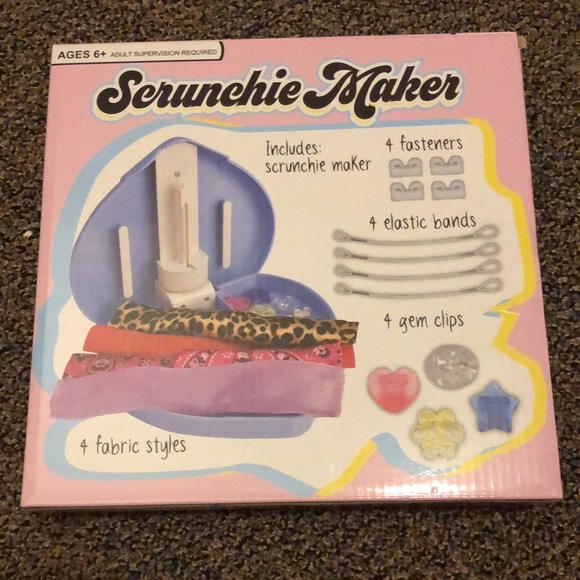 AGES 6+ ADULT SUPERVISION REQUIRED
Scrunchie Maker
Includes:
scrunchie maker
4 fasteners
4 elastic bands
4 gem clips
4 fabric styles